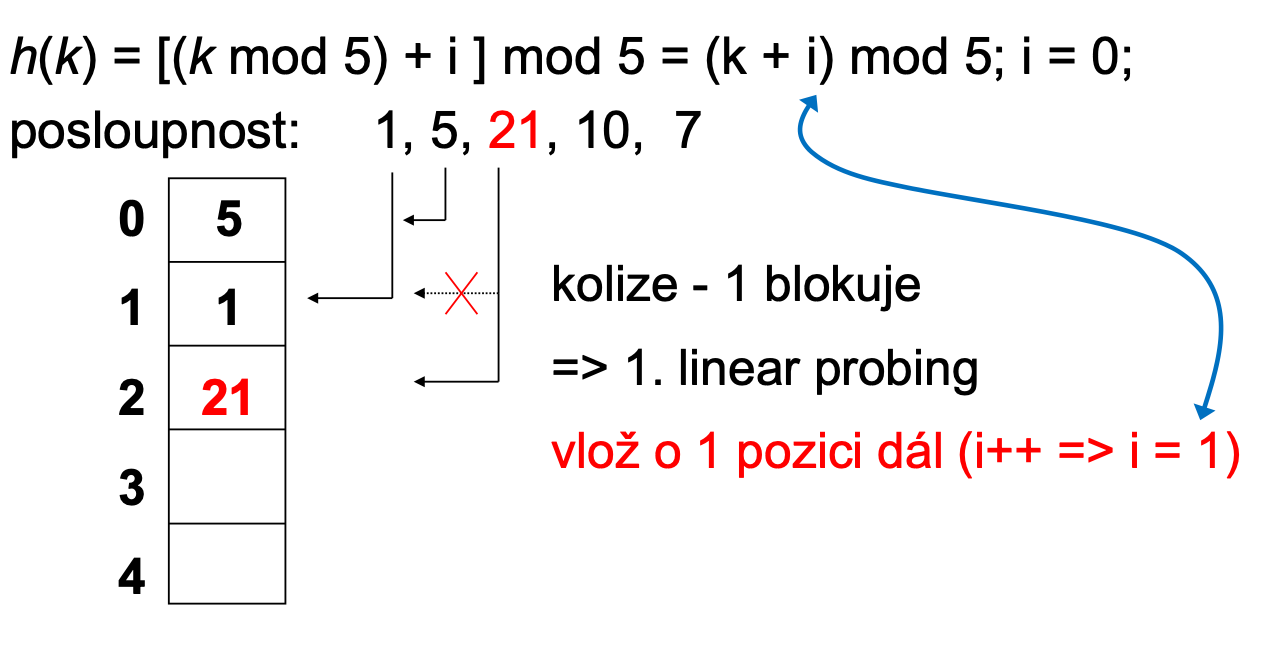 h(k) = [(k mod 5) + i ] mod 5 = (k + i) mod 5; i = 0;
posloupnost: 1, 5, 21, 10, 7
0 5
1 1
kolize - 1 blokuje
=> 1. linear probing
2 21
vlož o 1 pozici dál (i++ => i = 1)
3
4